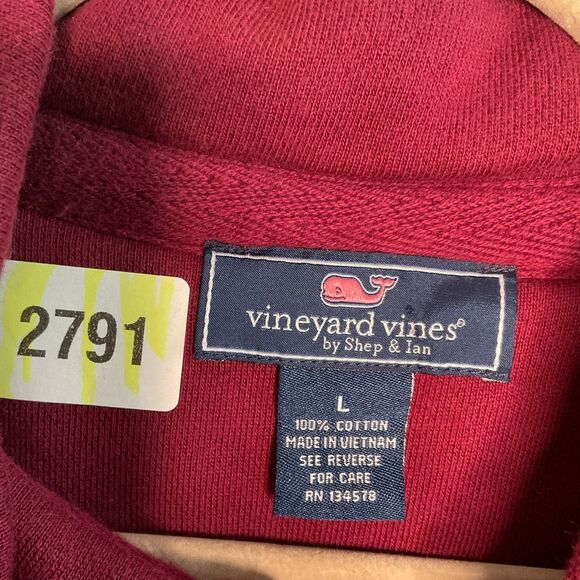 2791
vineyard vines®
by Shep & Ian
L
100% COTTON
MADE IN VIETNAM
SEE REVERSE
FOR CARE
RN 134578